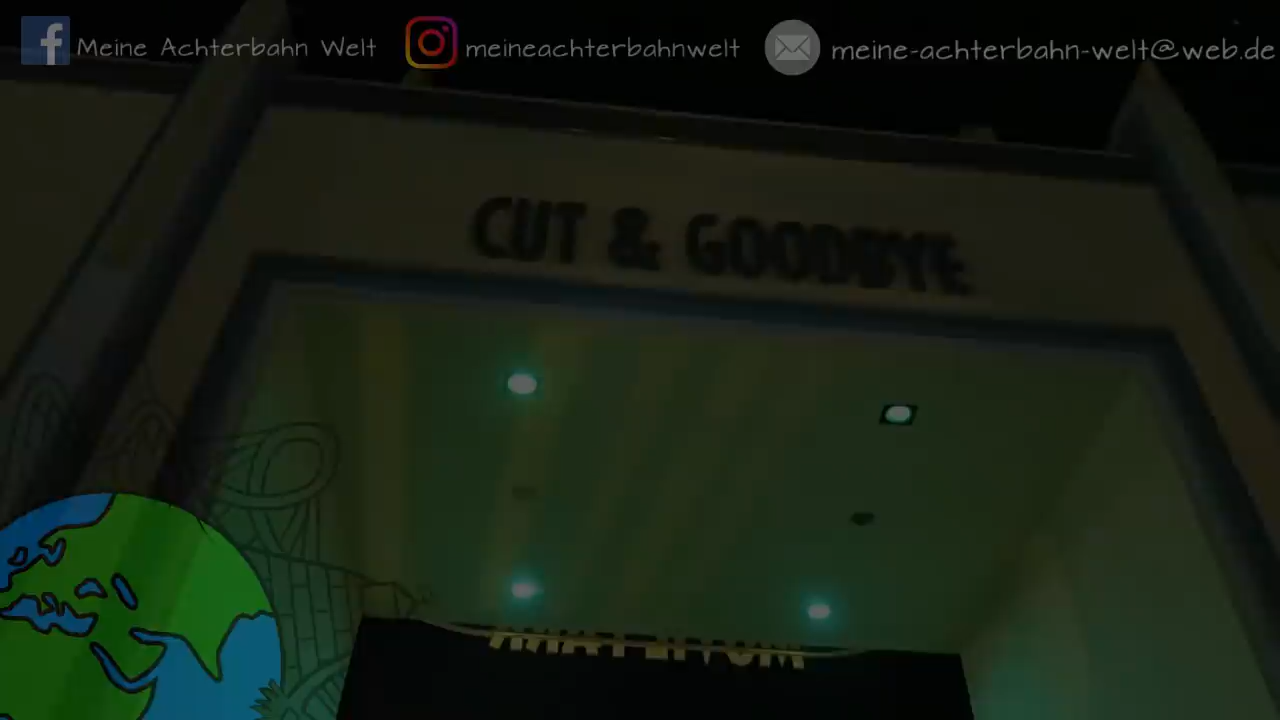 Meine Achterbahn Welt
meineachterbahnwelt
meine-achterbahn-welt@web.de
CUT & GOODBYE